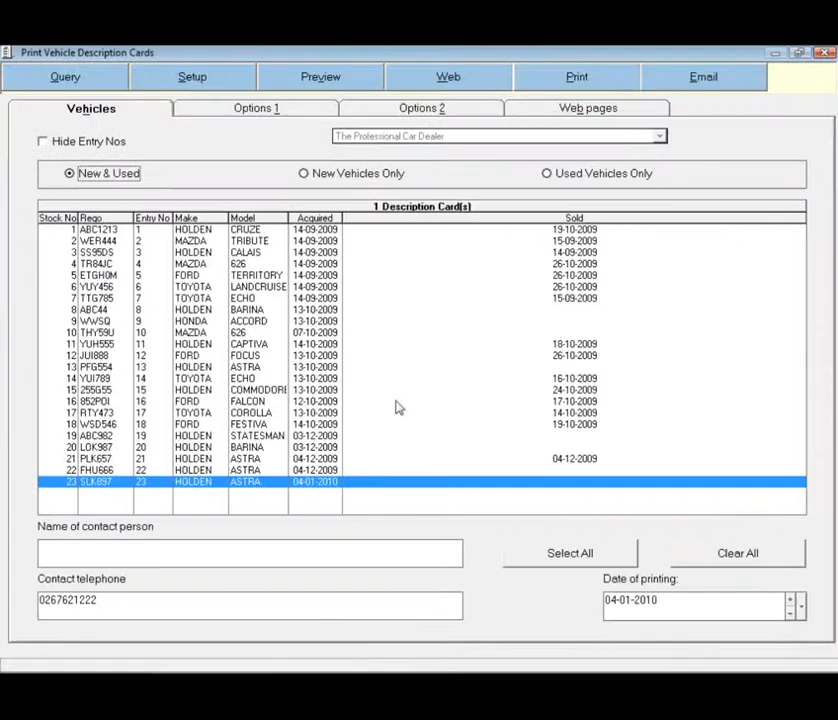 Print Vehicle Description Cards
Query Setup Preview Web Print Email
Vehicles Options 1 Options 2 Web pages
Hide Entry Nos The Professional Car Dealer
New & Used New Vehicles Only Used Vehicles Only
1 Description Card(s)
Stock No Rego Entry No Make Model Acquired Sold
1 ABC1213 1 HOLDEN CRUZE 14-09-2009 19-10-2009
2 WER444 2 MAZDA TRIBUTE 14-09-2009 15-09-2009
3 SS95DS 3 HOLDEN CALAIS 14-09-2009 14-09-2009
4 TR84JC 4 MAZDA 626 14-09-2009 26-10-2009
5 ETGH0M 5 FORD TERRITORY 14-09-2009 26-10-2009
6 YUY456 6 TOYOTA LANDCRUISE 14-09-2009 26-10-2009
7 TTG785 7 TOYOTA ECHO 14-09-2009 15-09-2009
8 ABC44 8 HOLDEN BARINA 13-10-2009
9 WWSQ 9 HONDA ACCORD 13-10-2009
10 THY59U 10 MAZDA 626 07-10-2009
11 YUH555 11 HOLDEN CAPTIVA 14-10-2009 18-10-2009
12 JUI888 12 FORD FOCUS 13-10-2009 26-10-2009
13 PFG554 13 HOLDEN ASTRA 13-10-2009
14 YUI789 14 TOYOTA ECHO 13-10-2009 16-10-2009
15 255G55 15 HOLDEN COMMODORE 13-10-2009 24-10-2009
16 852POI 16 FORD FALCON 12-10-2009 17-10-2009
17 RTY473 17 TOYOTA COROLLA 13-10-2009 14-10-2009
18 WSD546 18 FORD FESTIVA 13-10-2009 19-10-2009
19 ABC982 19 HOLDEN STATESMAN 03-12-2009
20 LOK987 20 HOLDEN BARINA 03-12-2009
21 PLK657 21 HOLDEN ASTRA 04-12-2009 04-12-2009
22 FHU666 22 HOLDEN ASTRA 04-12-2009
23 SLK897 23 HOLDEN ASTRA 04-01-2010
Name of contact person
Select All Clear All
Contact telephone Date of printing:
0267621222 04-01-2010